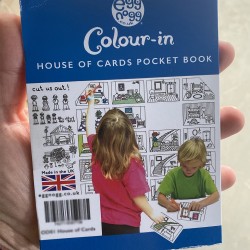 eggnogg
Colour-in
HOUSE OF CARDS POCKET BOOK
cut us out!
Made in the UK
eggnogg.co.uk
House of Cards